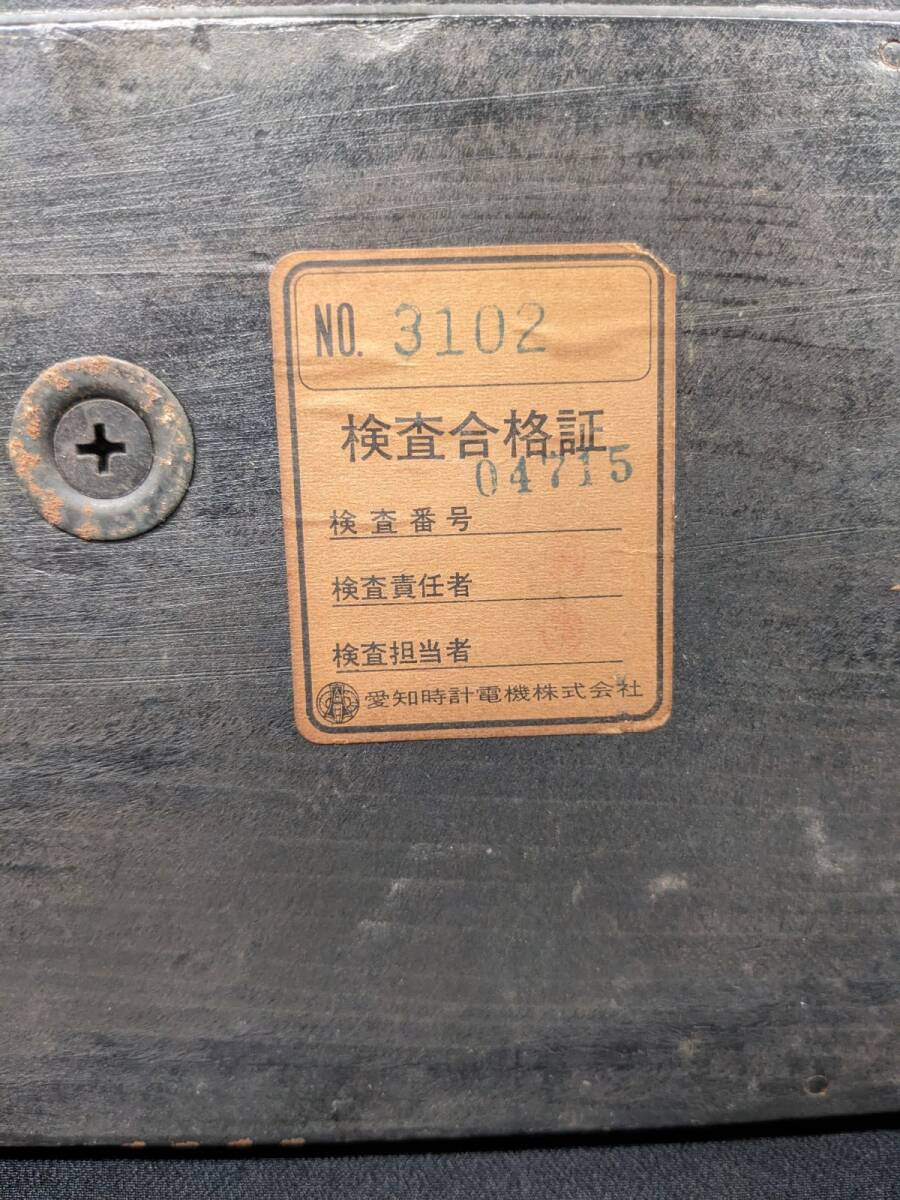 NO. 3102
検査合格証
04715
検査番号
検査責任者
検査担当者
愛知時計電機株式会社